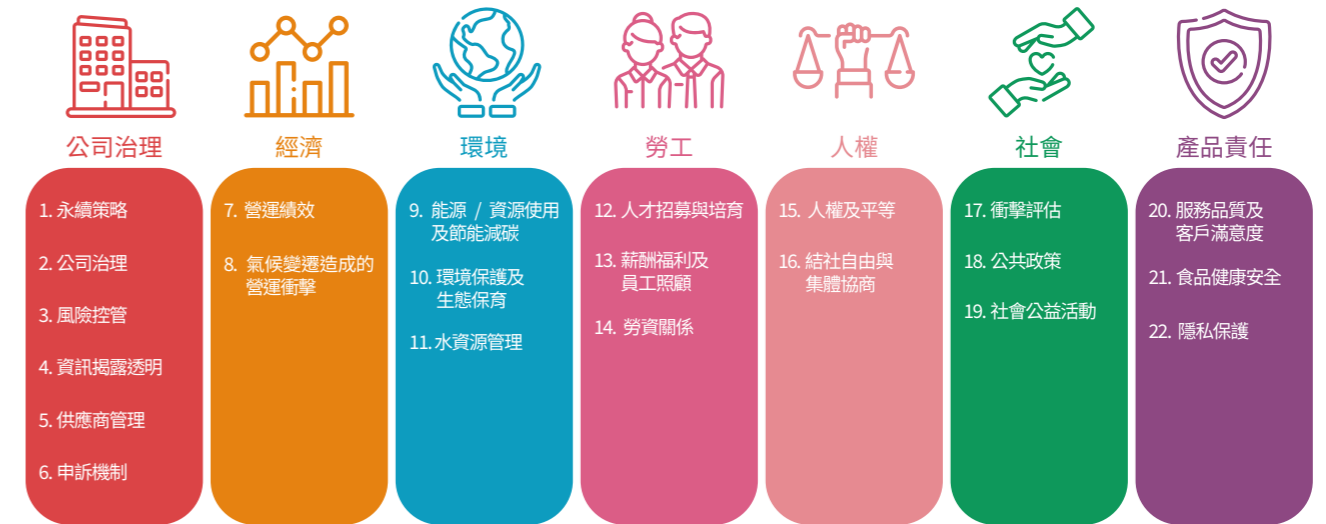 公司治理
1. 永續策略
2. 公司治理
3. 風險控管
4. 資訊揭露透明
5. 供應商管理
6. 申訴機制
經濟
7. 營運績效
8. 氣候變遷造成的
營運衝擊
環境
9. 能源 / 資源使用
及節能減碳
10. 環境保護及
生態保育
11. 水資源管理
勞工
12. 人才招募與培育
13. 薪酬福利及
員工照顧
14. 勞資關係
人權
15. 人權及平等
16. 結社自由與
集體協商
社會
17. 衝擊評估
18. 公共政策
19. 社會公益活動
產品責任
20. 服務品質及
客戶滿意度
21. 食品健康安全
22. 隱私保護